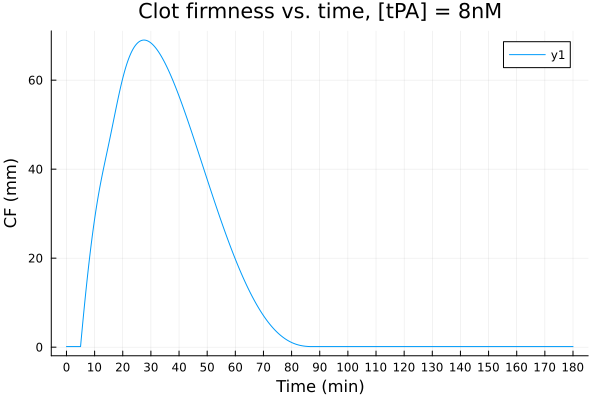 Clot firmness vs. time, [tPA] = 8nM
y1
CF (mm)
60
40
20
0
0 10 20 30 40 50 60 70 80 90 100 110 120 130 140 150 160 170 180
Time (min)